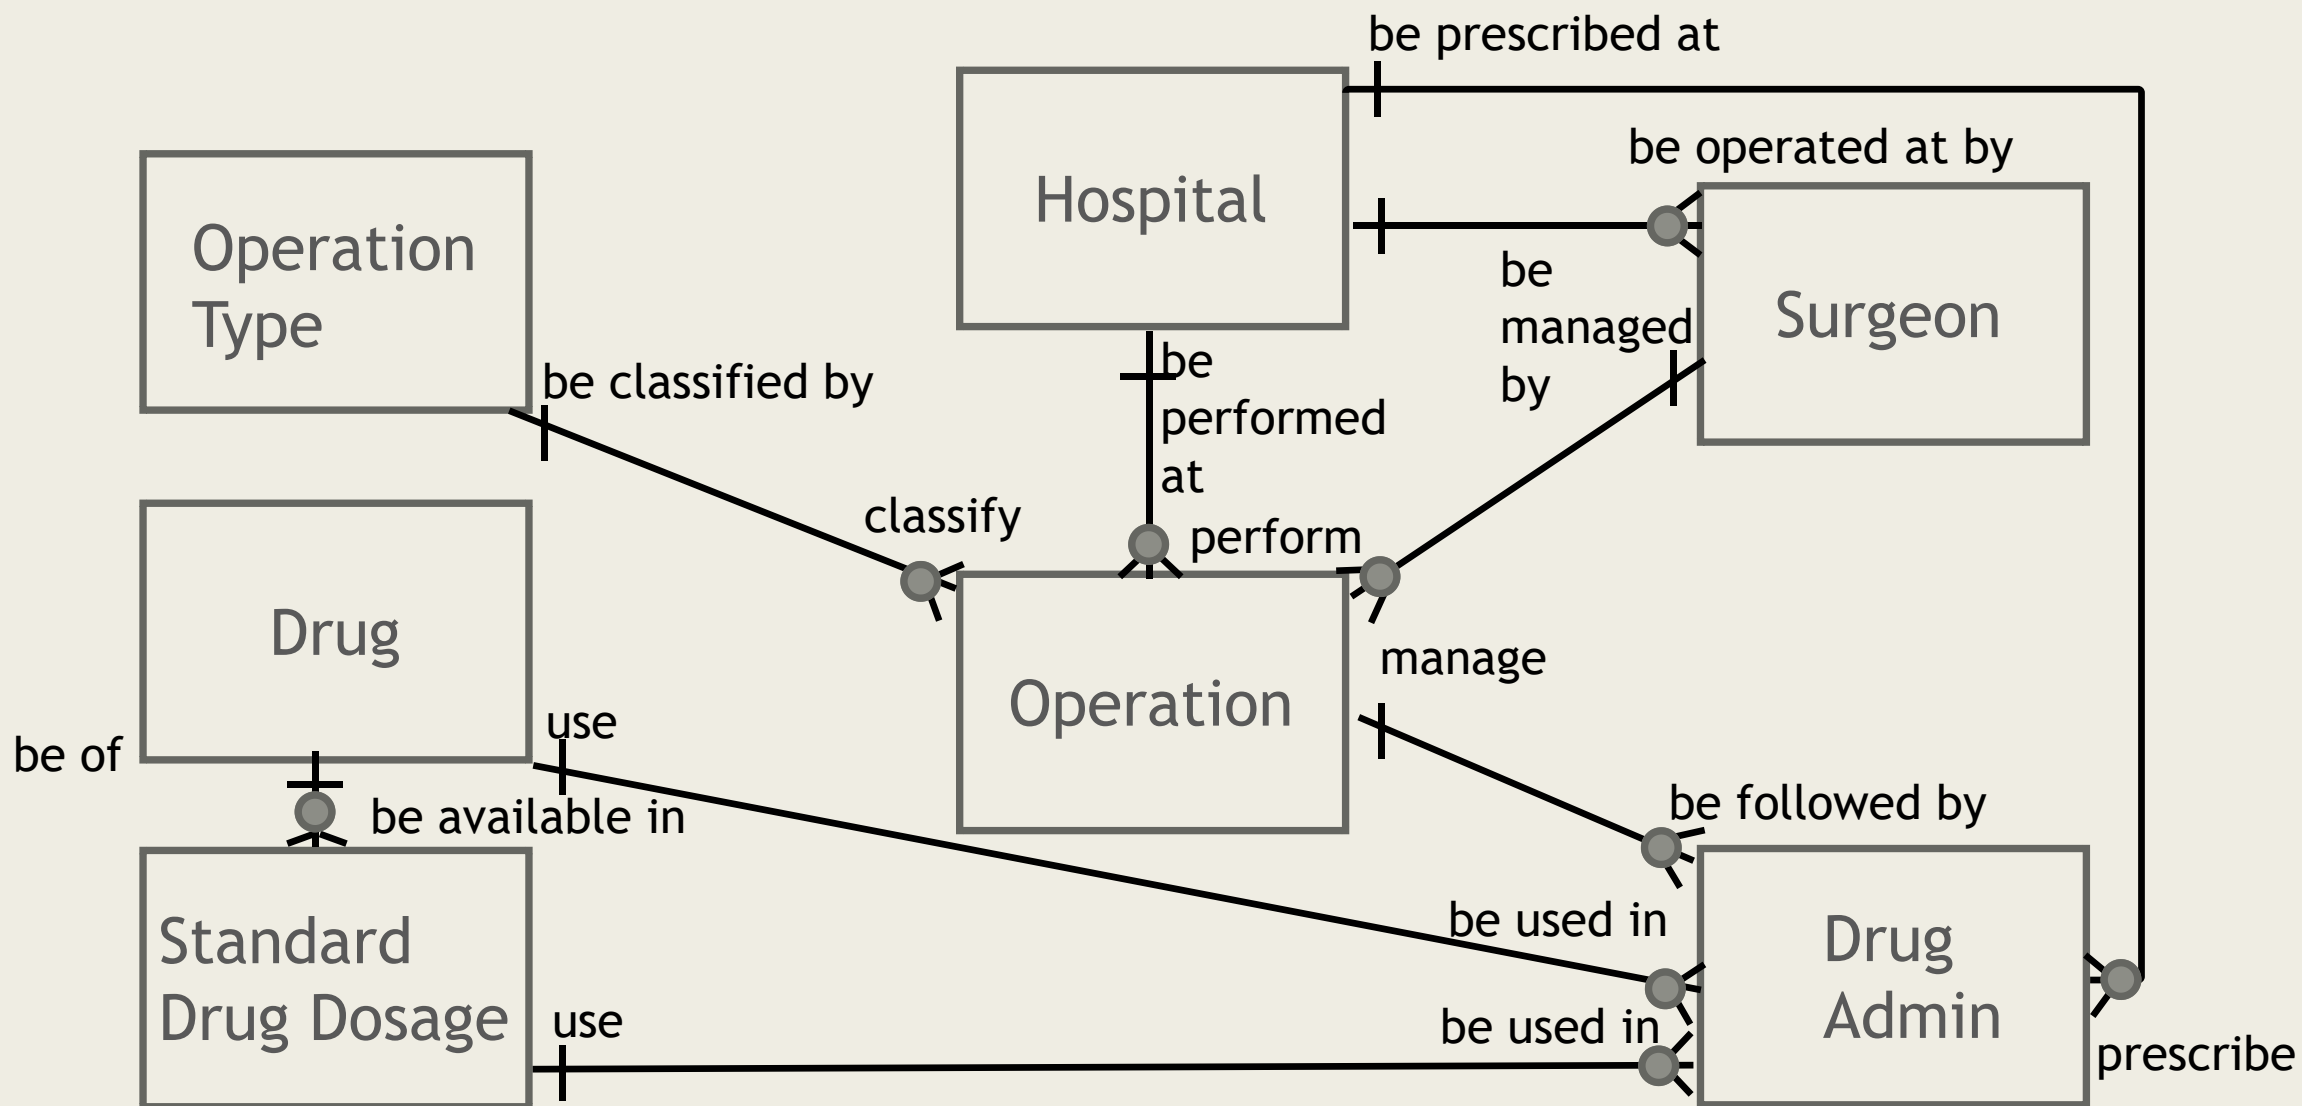 be prescribed at
be operated at by
Hospital
Operation
Type
be
managed
by
Surgeon
be classified by
be
performed
at
classify
perform
Drug
manage
Operation
use
be of
be available in
be followed by
be used in
Standard
Drug Dosage
Drug
Admin
use
be used in
prescribe